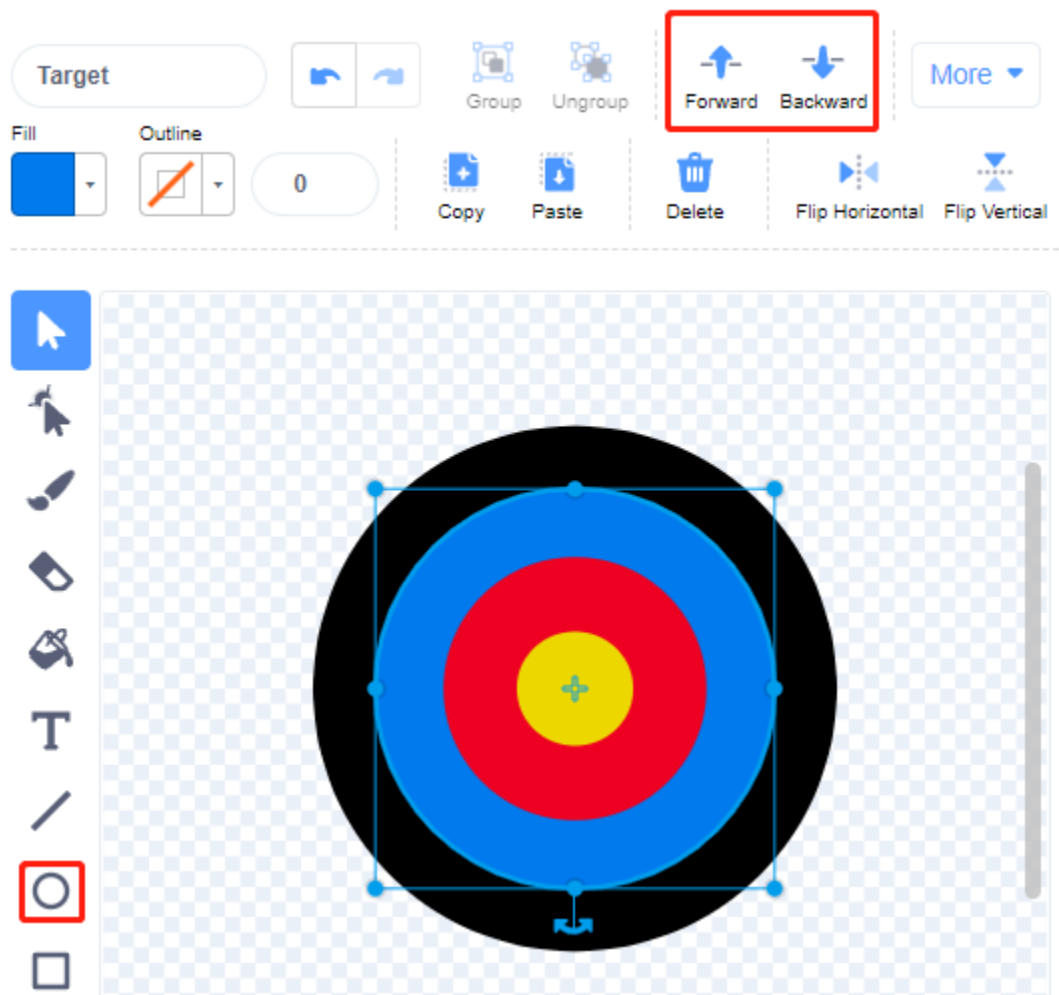 Target
Group
Ungroup
Forward
Backward
More
Fill
Outline
0
Copy
Paste
Delete
Flip Horizontal
Flip Vertical
T